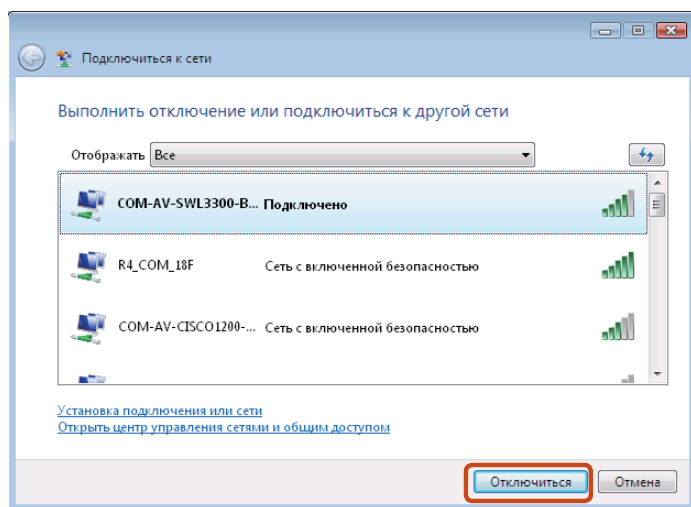 Подключиться к сети
Выполнить отключение или подключиться к другой сети
Отображать Все
COM-AV-SWL3300-B... Подключено
R4_COM_18F Сеть с включенной безопасностью
COM-AV-CISCO1200-... Сеть с включенной безопасностью
Установка подключения или сети
Открыть центр управления сетями и общим доступом
Отключиться Отмена